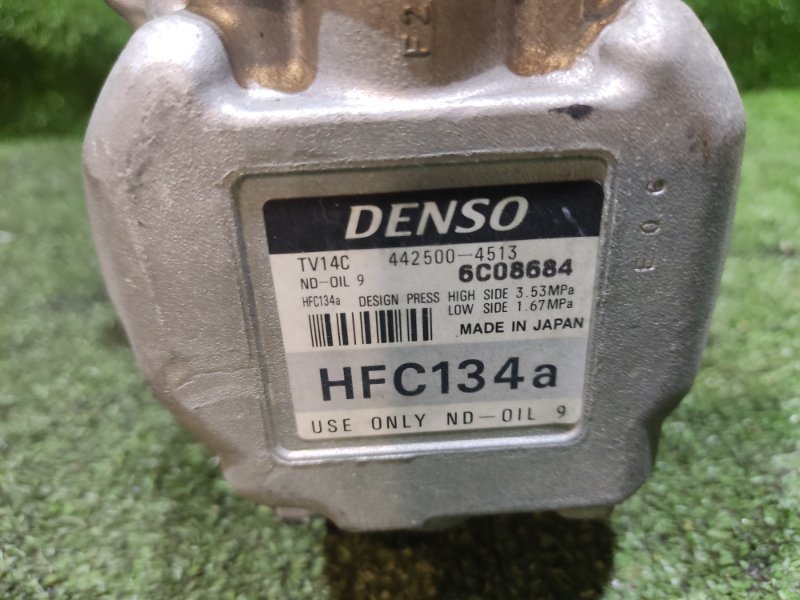 E2
DENSO
TV14C 442500-4513
ND-OIL 9 6C08684
HFC134a DESIGN PRESS HIGH SIDE 3.53MPa
LOW SIDE 1.67MPa
MADE IN JAPAN
HFC134a
USE ONLY ND-OIL 9